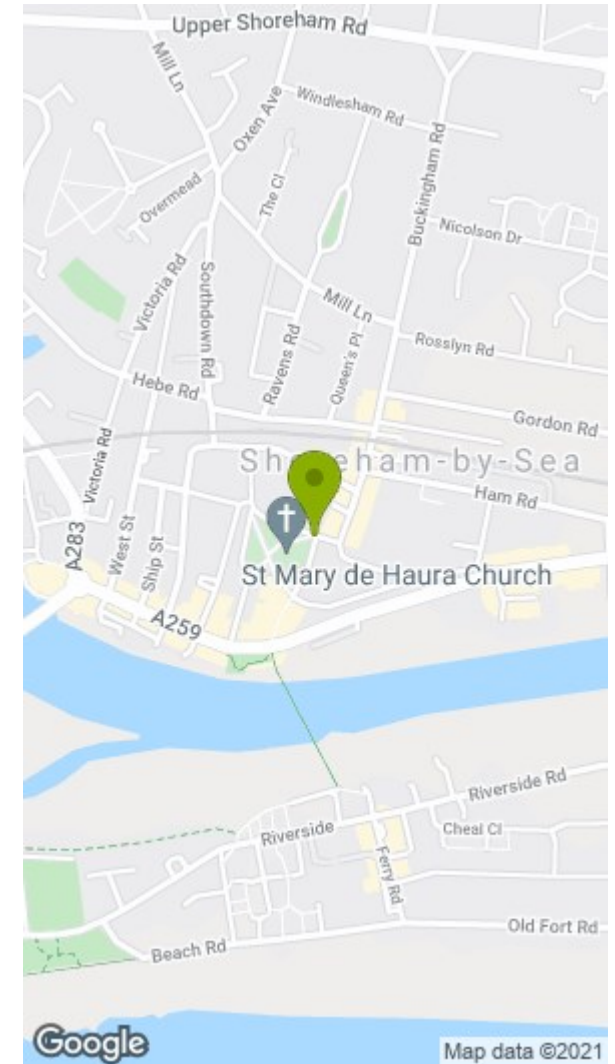 Upper Shoreham Rd
Mill Ln
Oxen Ave
Windlesham Rd
Buckingham Rd
The Cl
Overmead
Nicolson Dr
Victoria Rd
Southdown Rd
Mill Ln
Ravens Rd
Queen's Pl
Rosslyn Rd
Hebe Rd
Gordon Rd
Victoria Rd
Ham Rd
A283
West St
Ship St
St Mary de Haura Church
A259
Riverside Rd
Riverside
Cheal Cl
Ferry Rd
Old Fort Rd
Beach Rd
Google
Map data ©2021